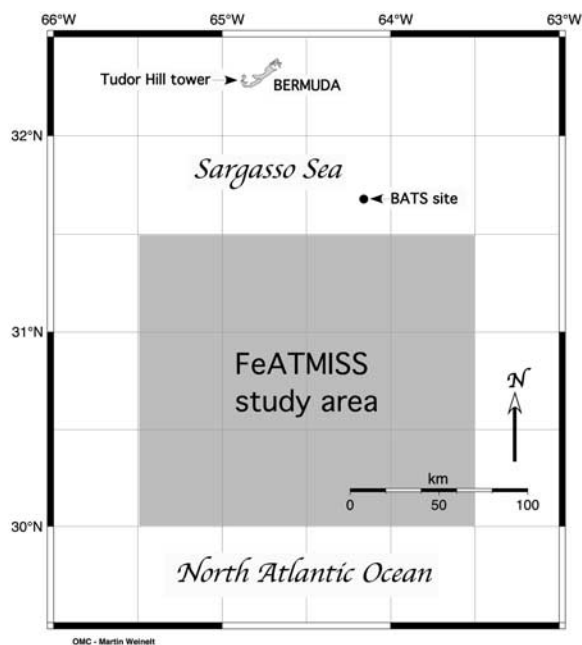 66°W
65°W
64°W
63°W
Tudor Hill tower
BERMUDA
32°N
Sargasso Sea
BATS site
31°N
FeATMISS
study area
N
km
0 50 100
30°N
North Atlantic Ocean
OMC - Martin Weinelt